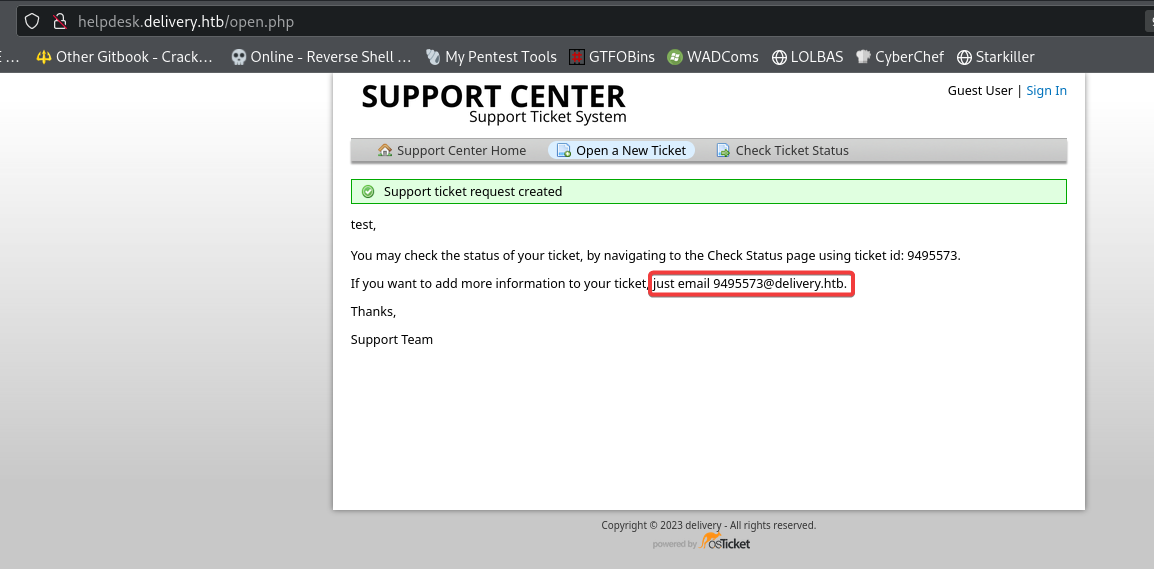 helpdesk.delivery.htb/open.php
E ...
Other Gitbook - Crack...
Online - Reverse Shell ...
My Pentest Tools
GTFOBins
WADComs
LOLBAS
CyberChef
Starkiller
SUPPORT CENTER
Support Ticket System
Guest User | Sign In
Support Center Home
Open a New Ticket
Check Ticket Status
Support ticket request created
test,
You may check the status of your ticket, by navigating to the Check Status page using ticket id: 9495573.
If you want to add more information to your ticket, just email 9495573@delivery.htb.
Thanks,
Support Team
Copyright © 2023 delivery - All rights reserved.
powered by osTicket